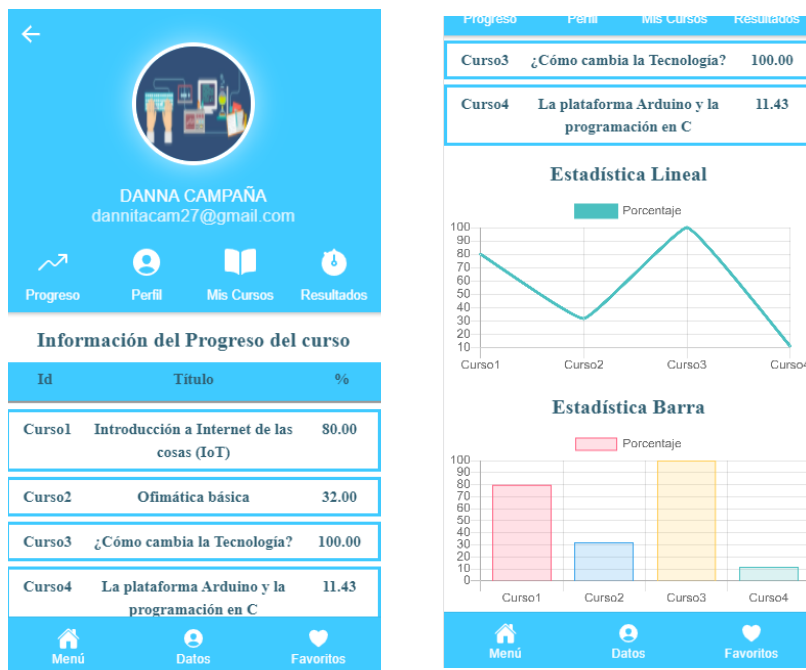 DANNA CAMPAÑA
dannitacam27@gmail.com
Progreso Perfil Mis Cursos Resultados
Información del Progreso del curso
Id Título %
Curso1 Introducción a Internet de las 80.00
cosas (IoT)
Curso2 Ofimática básica 32.00
Curso3 ¿Cómo cambia la Tecnología? 100.00
Curso4 La plataforma Arduino y la 11.43
programación en C
Menú Datos Favoritos
Progreso Perfil Mis Cursos Resultados
Curso3 ¿Cómo cambia la Tecnología? 100.00
Curso4 La plataforma Arduino y la 11.43
programación en C
Estadística Lineal
Porcentaje
100
90
80
70
60
50
40
30
20
10
Curso1 Curso2 Curso3 Curso4
Estadística Barra
Porcentaje
100
90
80
70
60
50
40
30
20
10
0
Curso1 Curso2 Curso3 Curso4
Menú Datos Favoritos